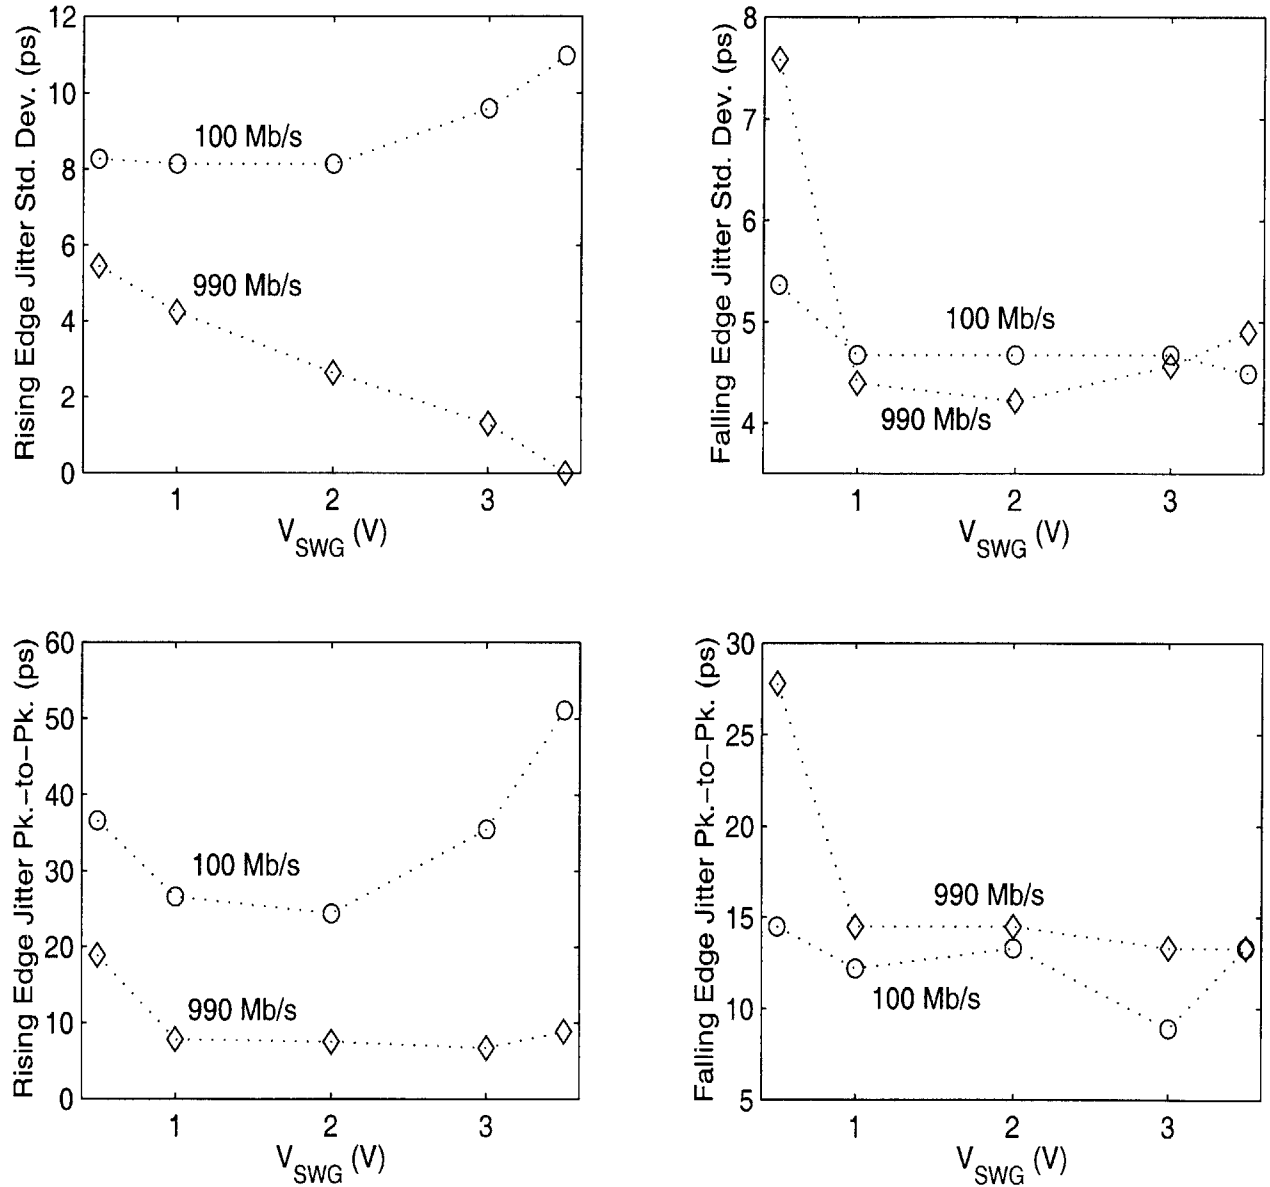 Rising Edge Jitter Std. Dev. (ps)
12
10
8
6
4
2
0
100 Mb/s
990 Mb/s
1 2 3
V_SWG (V)
Falling Edge Jitter Std. Dev. (ps)
8
7
6
5
4
100 Mb/s
990 Mb/s
1 2 3
V_SWG (V)
Rising Edge Jitter Pk.-to-Pk. (ps)
60
50
40
30
20
10
0
100 Mb/s
990 Mb/s
1 2 3
V_SWG (V)
Falling Edge Jitter Pk.-to-Pk. (ps)
30
25
20
15
10
5
990 Mb/s
100 Mb/s
1 2 3
V_SWG (V)